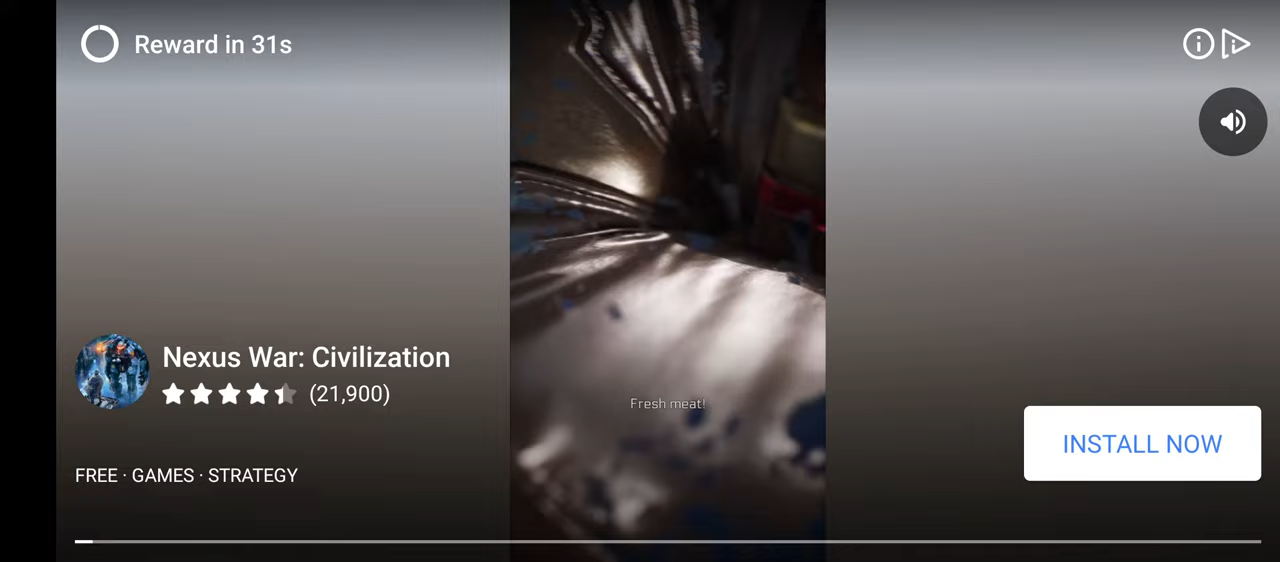 Reward in 31s
Nexus War: Civilization
(21,900)
Fresh meat!
FREE · GAMES · STRATEGY
INSTALL NOW